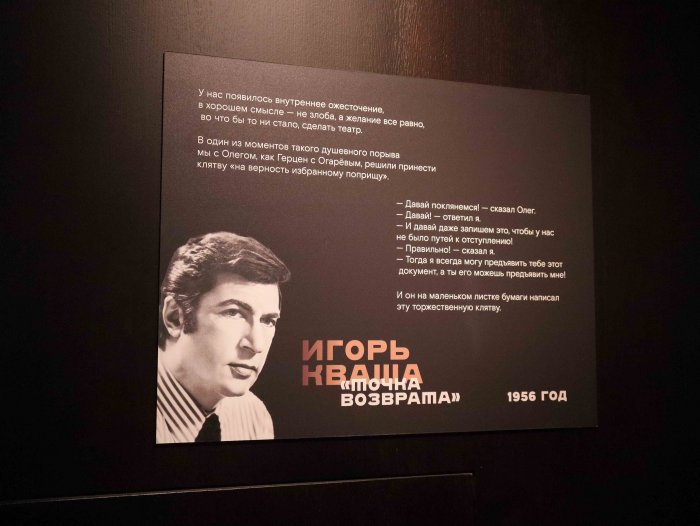 У нас появилось внутреннее ожесточение,
в хорошем смысле — не злоба, а желание все равно,
во что бы то ни стало, сделать театр.
В один из моментов такого душевного порыва
мы с Олегом, как Герцен с Огарёвым, решили принести
клятву «на верность избранному поприщу».
— Давай поклянемся! — сказал Олег.
— Давай! — ответил я.
— И давай даже запишем это, чтобы у нас
не было путей к отступлению!
— Правильно! — сказал я.
— Тогда я всегда могу предъявить тебе этот
документ, а ты его можешь предъявить мне!
И он на маленьком листке бумаги написал
эту торжественную клятву.
ИГОРЬ
КВАША
«ТОЧКА
ВОЗВРАТА»
1956 ГОД